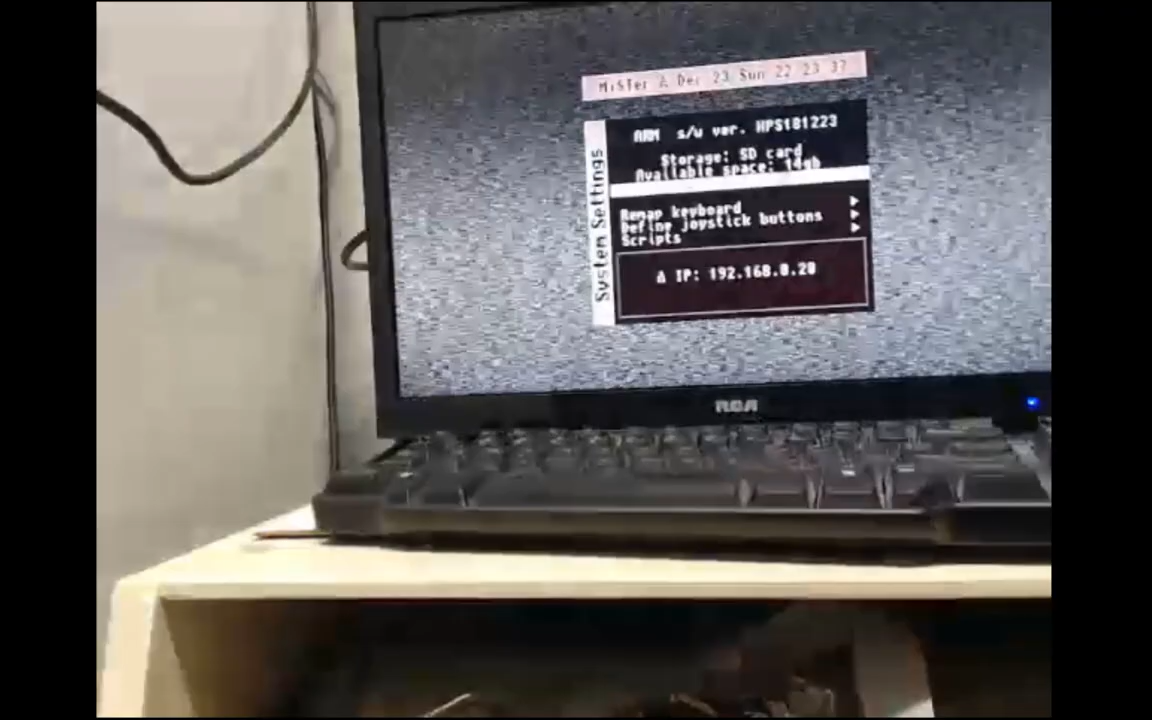 MiSTer Dec 23 Sun 22 23 37
System Settings
ARM s/w ver. HPS181223
Storage: SD card
Available space: 14gb
Remap keyboard
Define joystick buttons
Scripts
IP: 192.168.0.20
RCA